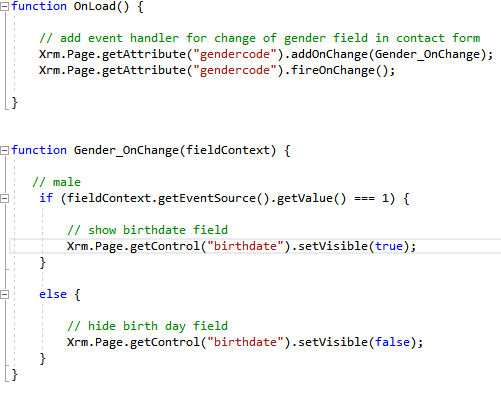 function OnLoad() {
// add event handler for change of gender field in contact form
Xrm.Page.getAttribute("gendercode").addOnChange(Gender_OnChange);
Xrm.Page.getAttribute("gendercode").fireOnChange();
}
function Gender_OnChange(fieldContext) {
// male
if (fieldContext.getEventSource().getValue() === 1) {
// show birthdate field
Xrm.Page.getControl("birthdate").setVisible(true);
}
else {
// hide birth day field
Xrm.Page.getControl("birthdate").setVisible(false);
}
}